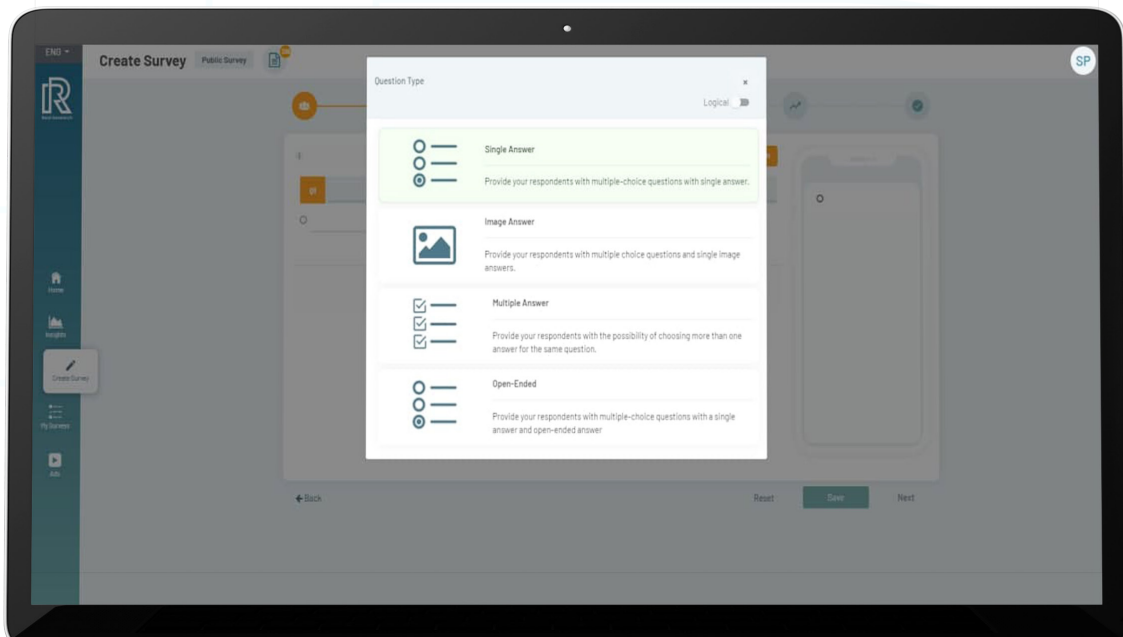 ENG
Create Survey
Public Survey
SP
Question Type
x
Logical
Single Answer
Provide your respondents with multiple-choice questions with single answer.
Image Answer
Provide your respondents with multiple choice questions and single image
answers.
Multiple Answer
Provide your respondents with the possibility of choosing more than one
answer for the same question.
Open-Ended
Provide your respondents with multiple-choice questions with a single
answer and open-ended answer
Home
Insights
Create Survey
My Surveys
Ads
Back
Reset
Save
Next